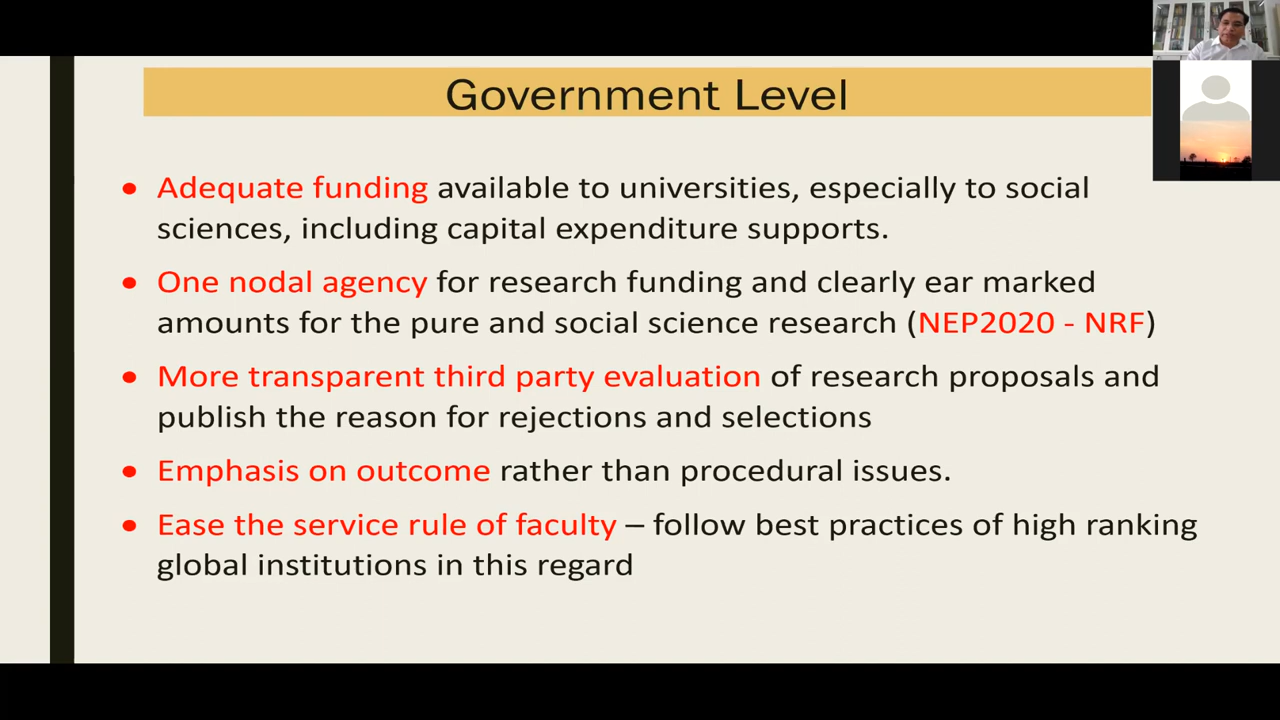 Government Level
• Adequate funding available to universities, especially to social
sciences, including capital expenditure supports.
• One nodal agency for research funding and clearly ear marked
amounts for the pure and social science research (NEP2020 - NRF)
• More transparent third party evaluation of research proposals and
publish the reason for rejections and selections
• Emphasis on outcome rather than procedural issues.
• Ease the service rule of faculty – follow best practices of high ranking
global institutions in this regard